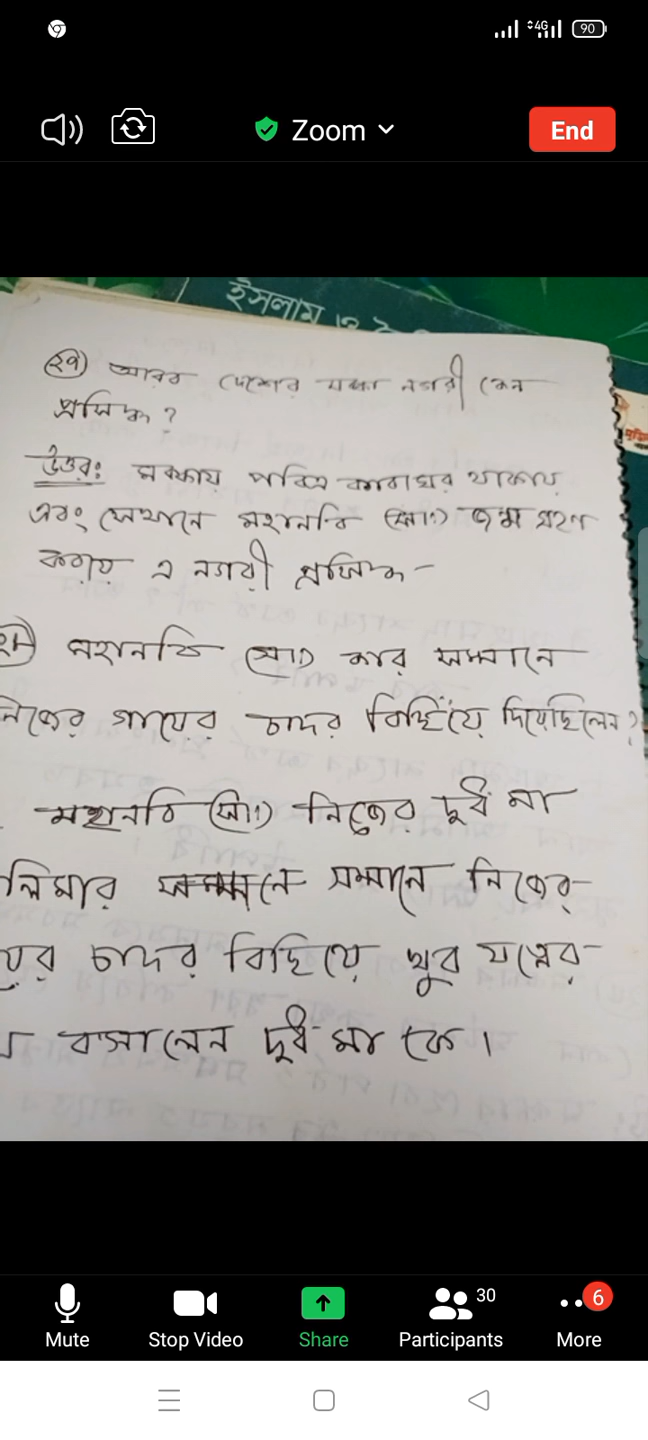 90
Zoom
End
ইসলাম ও
২৭) আরব দেশের মক্কা নগরী কেন
প্রসিদ্ধ?
উত্তর: মক্কায় পবিত্র কাবাঘর থাকায়
এবং সেখানে মহানবি (সা:) জন্ম গ্রহণ
করায় এ নগরী প্রসিদ্ধ-
২৮) মহানবি (সা:) কার সম্মানে
নিজের গায়ের চাদর বিছিঁয়ে দিয়েছিলেন?
মহানবি (সা:) নিজের দুধ মা
লিমার সম্মানে নিজের
য়ের চাদর বিছিয়ে খুব যত্নের
বসালেন দুধ মা কে।
30
6
Mute
Stop Video
Share
Participants
More